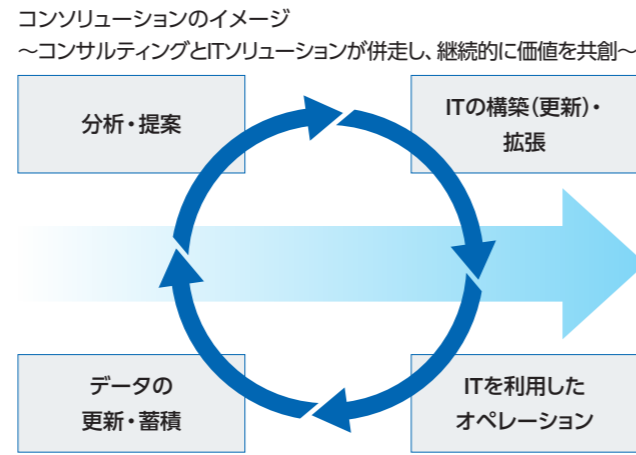 コンソリューションのイメージ
～コンサルティングとITソリューションが併走し、継続的に価値を共創～
分析・提案
ITの構築（更新）・
拡張
データの
更新・蓄積
ITを利用した
オペレーション